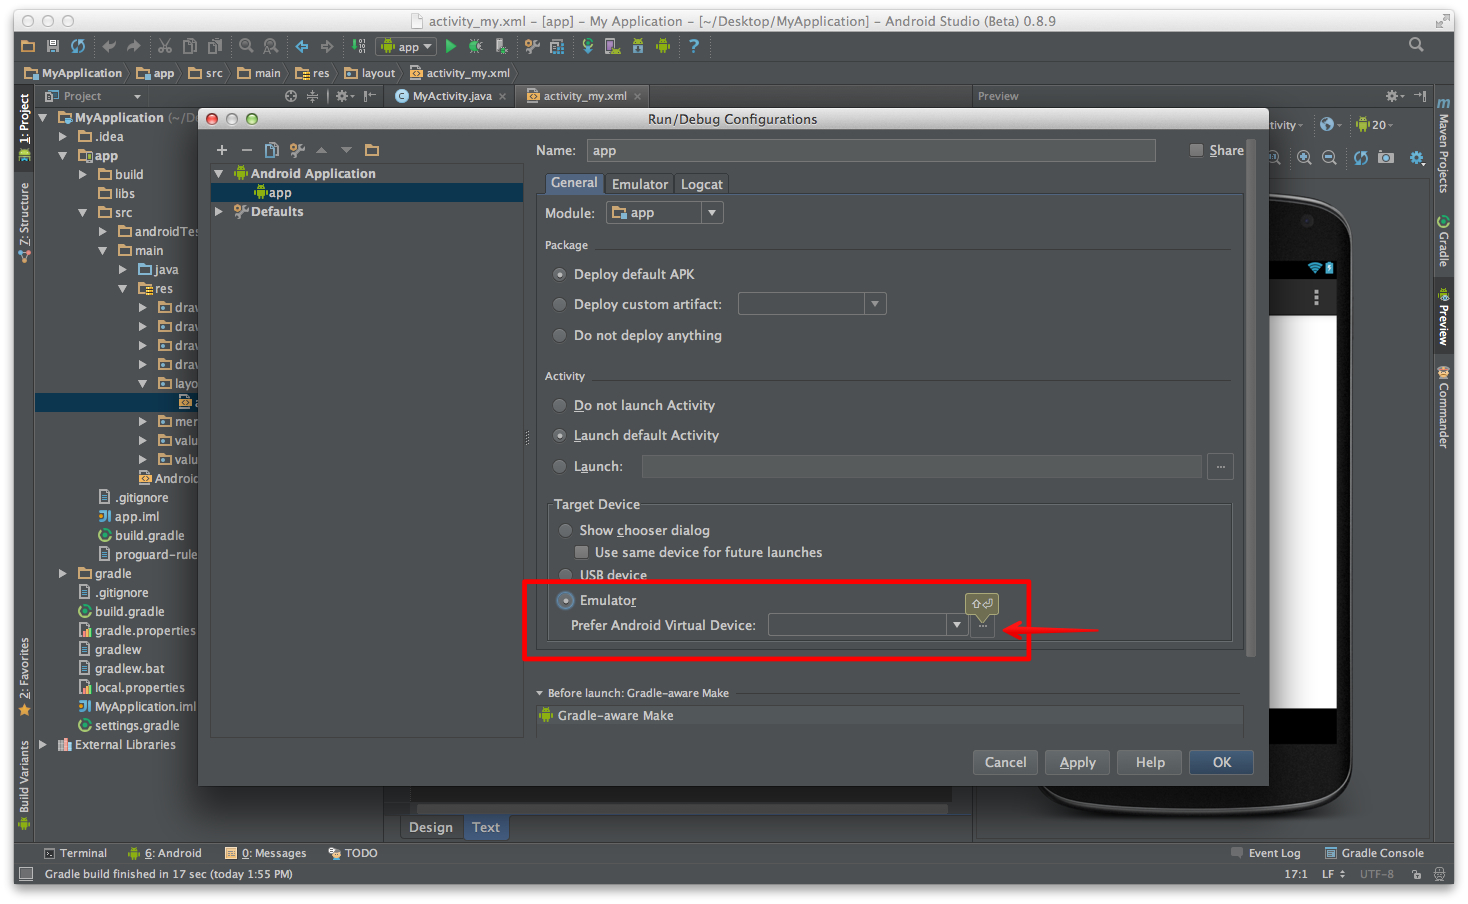 activity_my.xml – [app] – My Application – [~/Desktop/MyApplication] – Android Studio (Beta) 0.8.9
app
?
MyApplication app src main res layout activity_my.xml
Project
MyActivity.java
activity_my.xml
Preview
1: Project
Z: Structure
2: Favorites
Build Variants
MyApplication (~/D
.idea
app
build
libs
src
androidTes
main
java
res
drav
drav
drav
drav
layo
a
mer
valu
valu
Android
.gitignore
app.iml
build.gradle
proguard-rule
gradle
.gitignore
build.gradle
gradle.properties
gradlew
gradlew.bat
local.properties
MyApplication.iml
settings.gradle
External Libraries
Run/Debug Configurations
Android Application
app
Defaults
Name: app
Share
General Emulator Logcat
Module: app
Package
Deploy default APK
Deploy custom artifact:
Do not deploy anything
Activity
Do not launch Activity
Launch default Activity
Launch: ...
Target Device
Show chooser dialog
Use same device for future launches
USB device
Emulator
Prefer Android Virtual Device: ...
Before launch: Gradle-aware Make
Gradle-aware Make
Cancel Apply Help OK
tivity
20
m Maven Projects
Gradle
Preview
Commander
Design Text
Terminal 6: Android 0: Messages TODO
Event Log Gradle Console
Gradle build finished in 17 sec (today 1:55 PM)
17:1 LF UTF-8